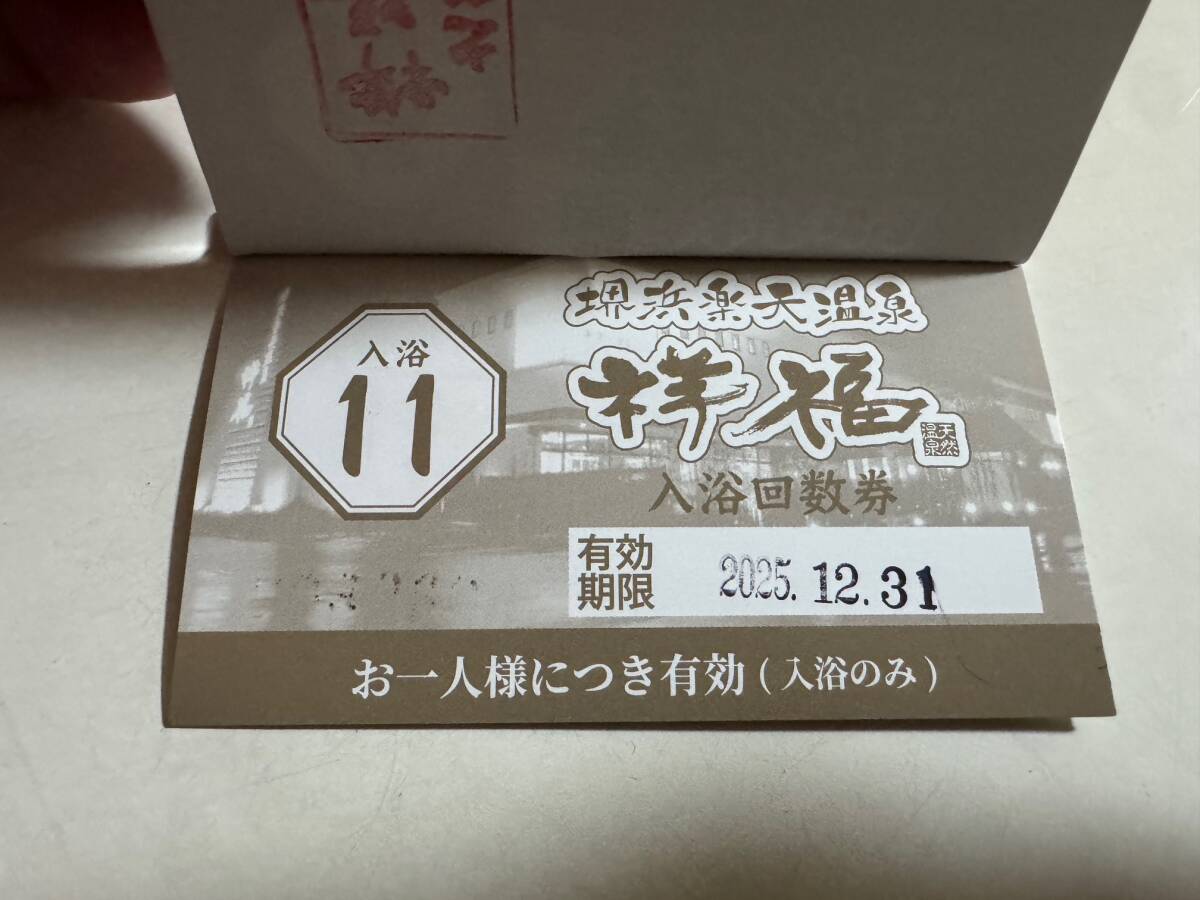 入浴
11
堺浜楽天温泉
祥福
天然温泉
入浴回数券
有効期限
2025.12.31
お一人様につき有効(入浴のみ)